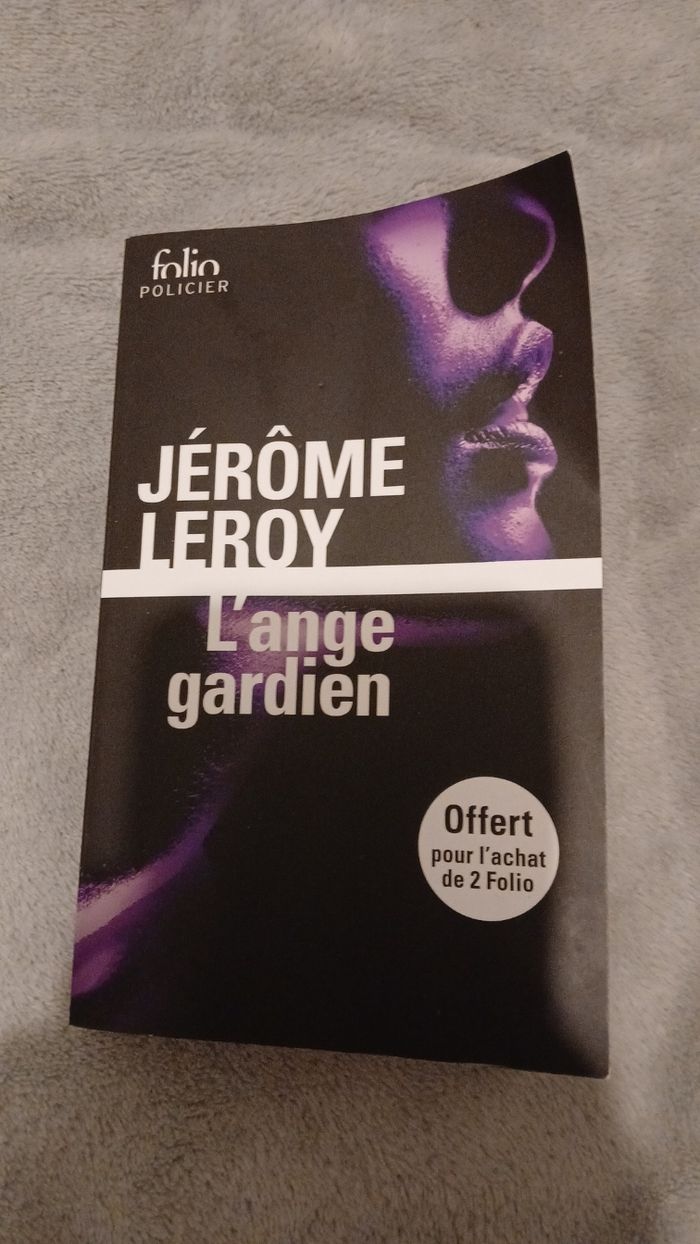 folio
POLICIER
JÉRÔME
LEROY
L'ange
gardien
Offert
pour l'achat
de 2 Folio